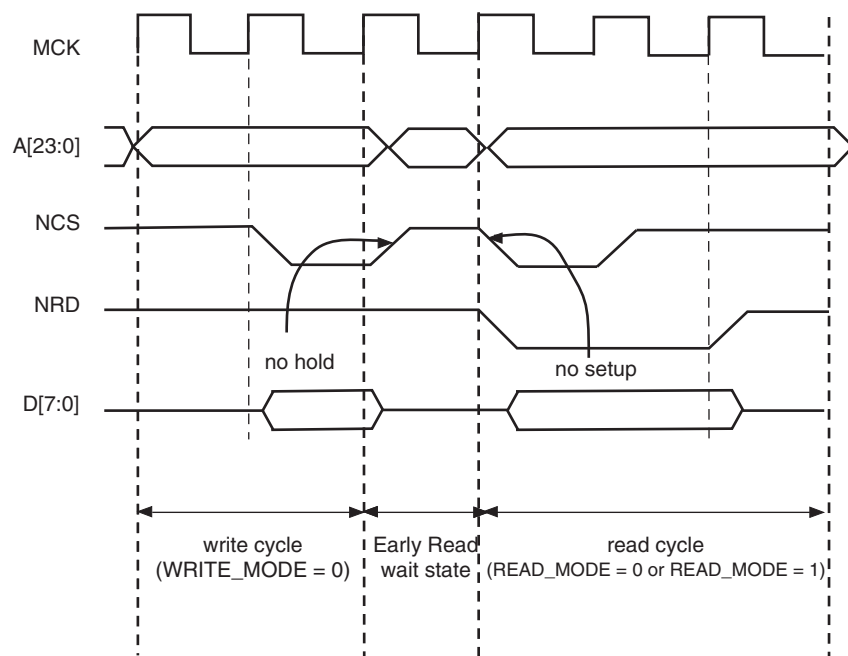 MCK
A[23:0]
NCS
NRD
no hold
no setup
D[7:0]
write cycle
(WRITE_MODE = 0)
Early Read
wait state
read cycle
(READ_MODE = 0 or READ_MODE = 1)